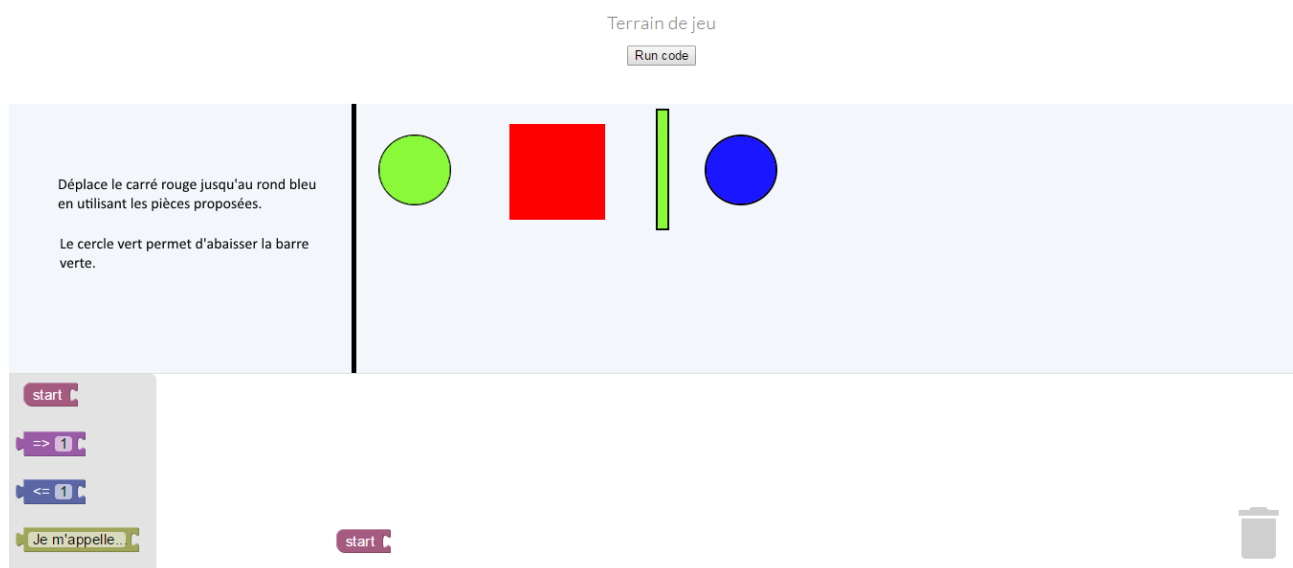 Terrain de jeu
Run code
Déplace le carré rouge jusqu'au rond bleu
en utilisant les pièces proposées.
Le cercle vert permet d'abaisser la barre
verte.
start
=> 1
<= 1
Je m'appelle...
start